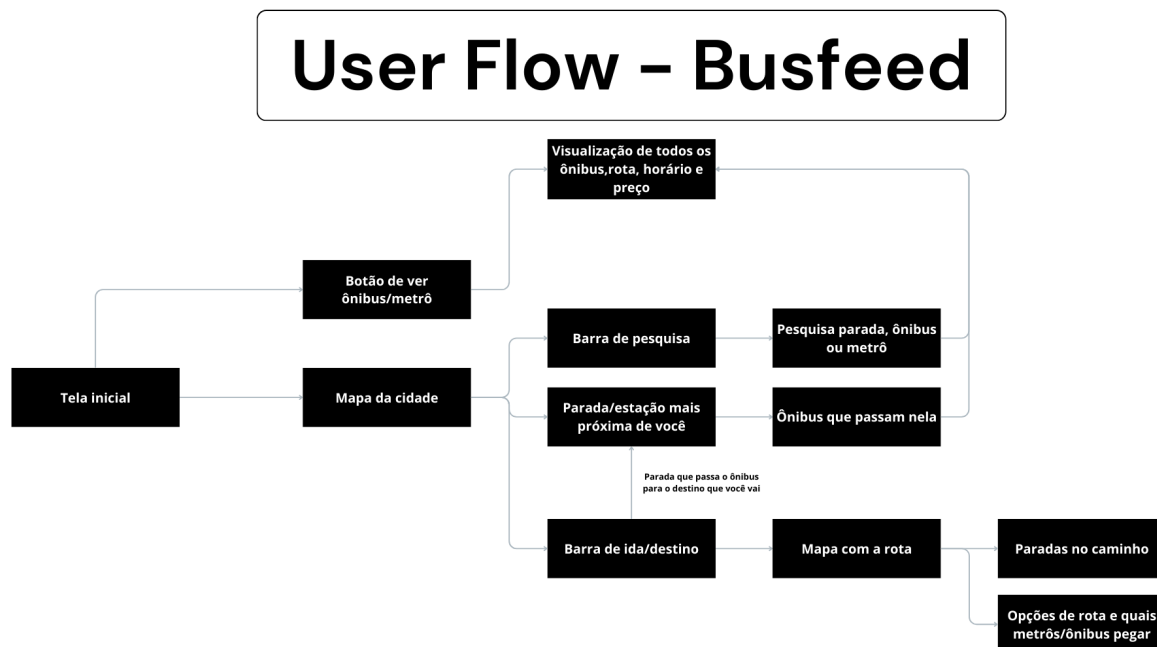 User Flow – Busfeed
Visualização de todos os
ônibus,rota, horário e
preço
Botão de ver
ônibus/metrô
Barra de pesquisa
Pesquisa parada, ônibus
ou metrô
Tela inicial
Mapa da cidade
Parada/estação mais
próxima de você
Ônibus que passam nela
Parada que passa o ônibus
para o destino que você vai
Barra de ida/destino
Mapa com a rota
Paradas no caminho
Opções de rota e quais
metrôs/ônibus pegar